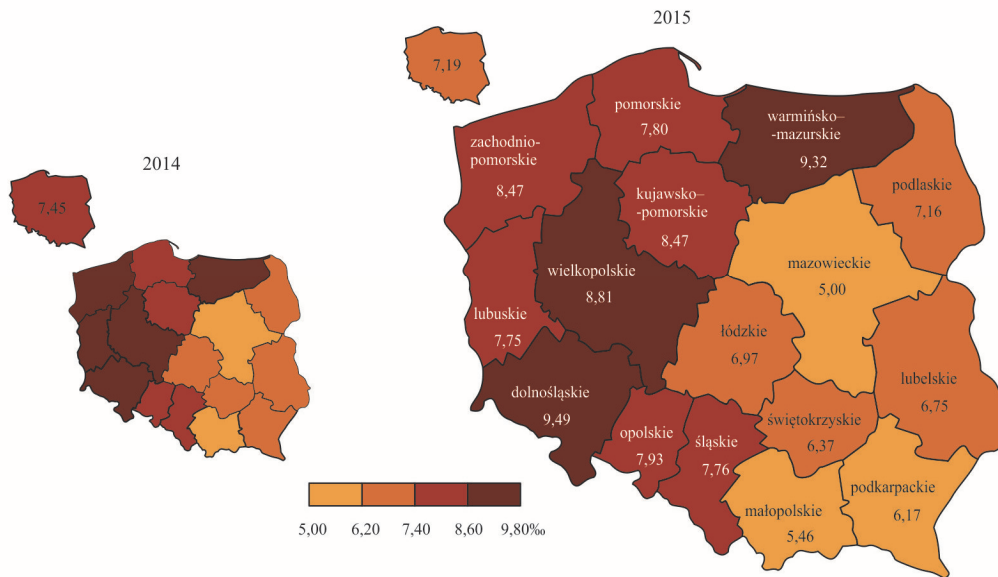 2015
7,19
2014
7,45
pomorskie
7,80
warmińsko–
-mazurskie
9,32
zachodnio-
pomorskie
8,47
podlaskie
7,16
kujawsko–
-pomorskie
8,47
mazowieckie
5,00
wielkopolskie
8,81
lubuskie
7,75
łódzkie
6,97
lubelskie
6,75
dolnośląskie
9,49
świętokrzyskie
6,37
opolskie
7,93
śląskie
7,76
podkarpackie
6,17
małopolskie
5,46
5,00 6,20 7,40 8,60 9,80‰